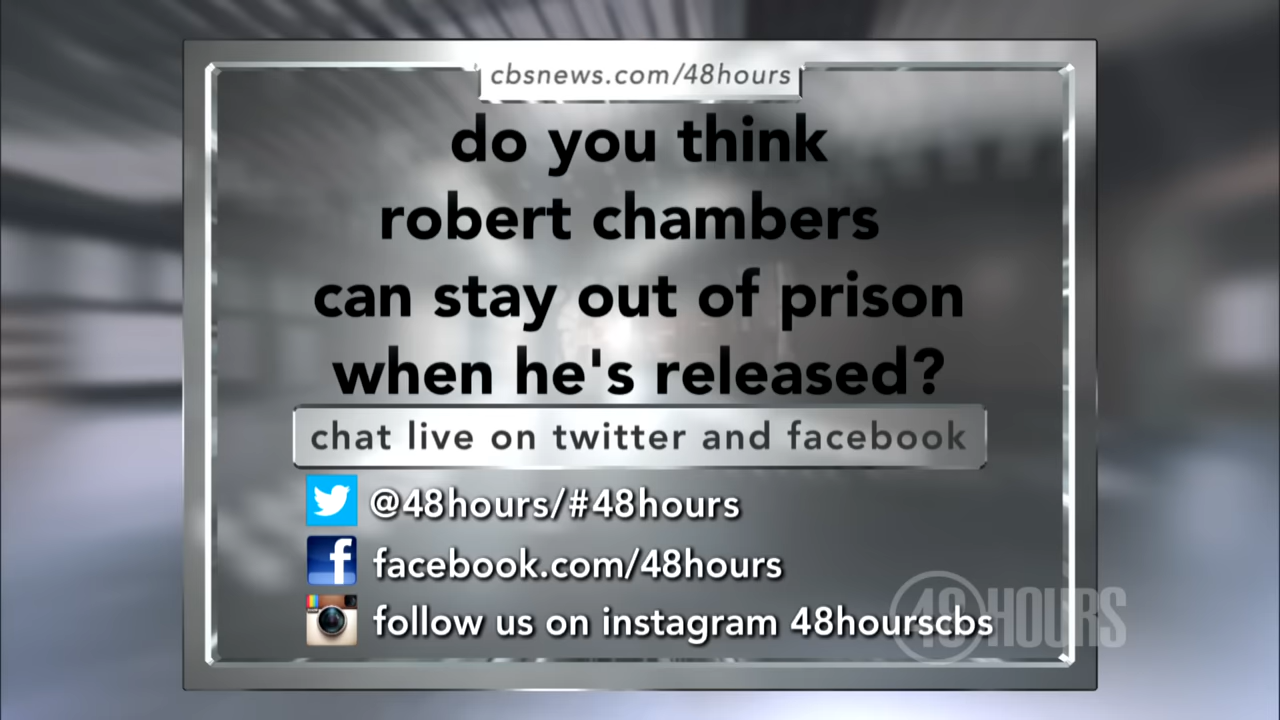 cbsnews.com/48hours
do you think
robert chambers
can stay out of prison
when he's released?
chat live on twitter and facebook
@48hours/#48hours
facebook.com/48hours
follow us on instagram 48hourscbs
48 HOURS